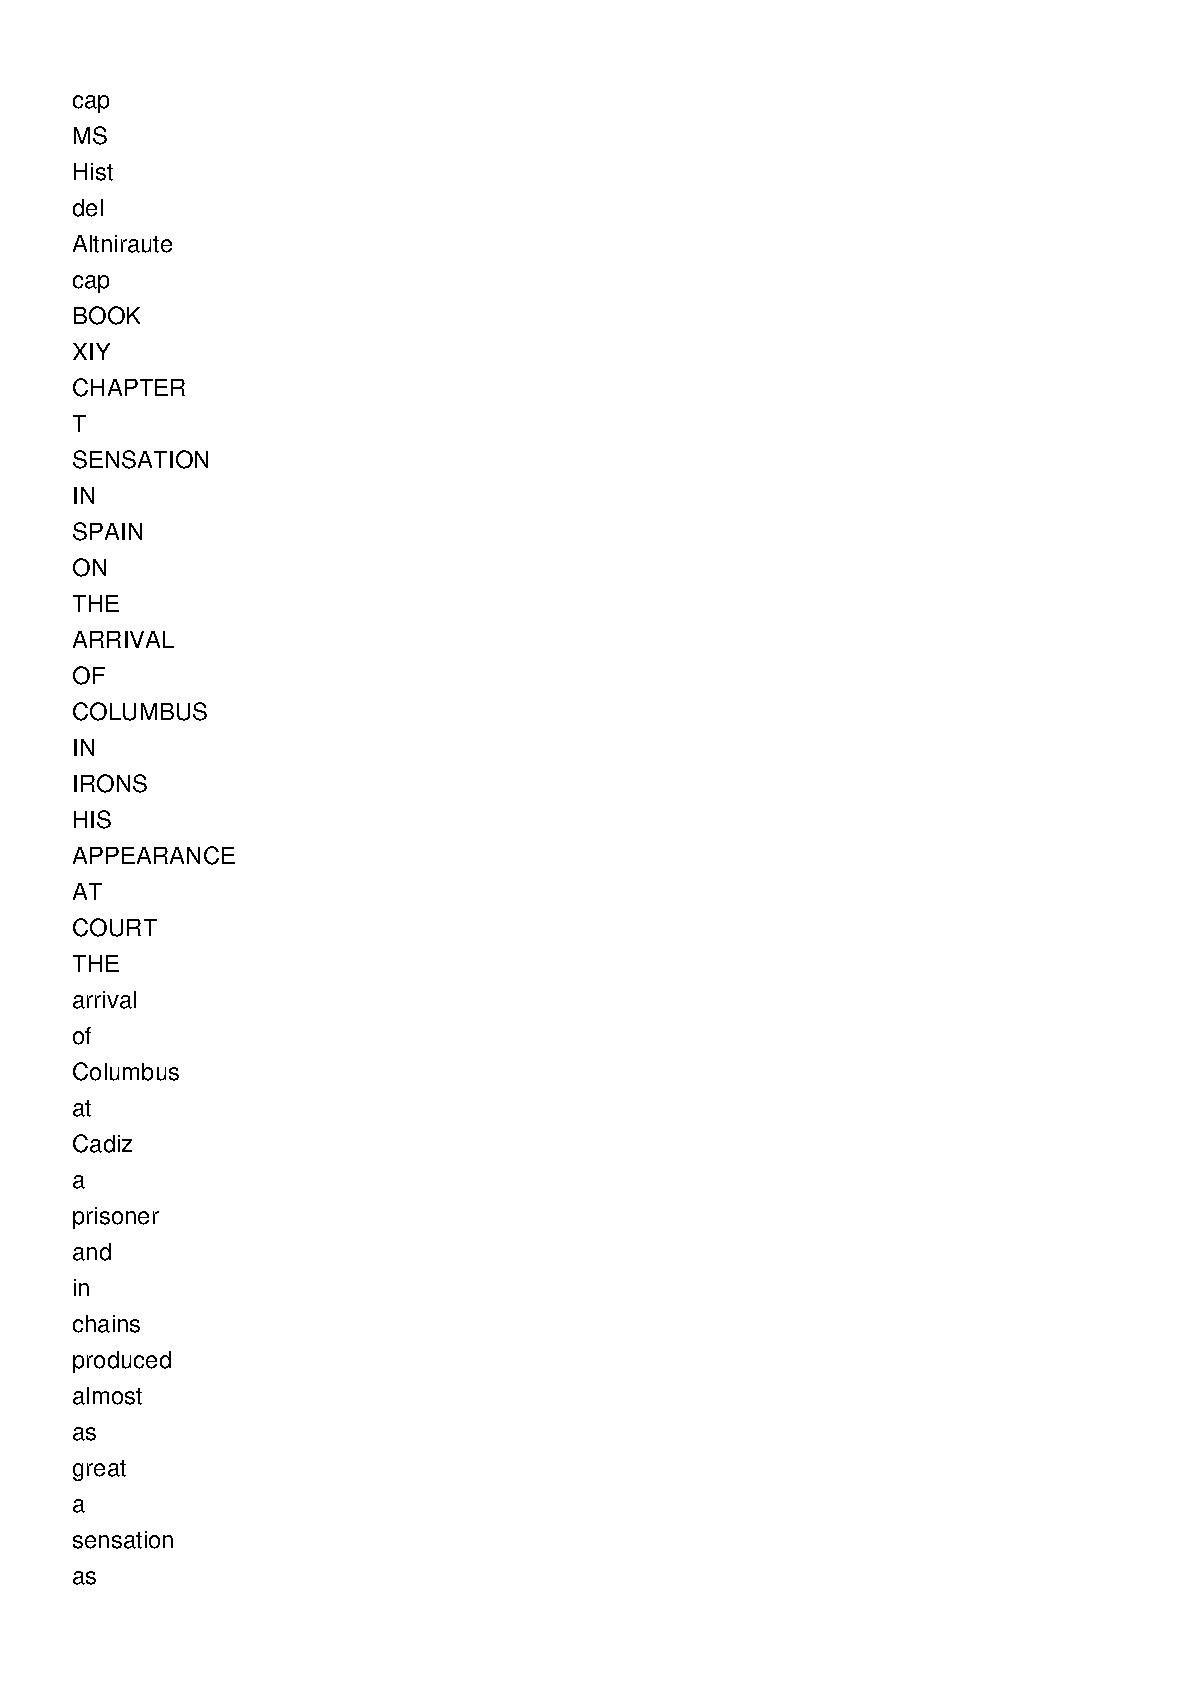 cap
MS
Hist
del
Altniraute
cap
BOOK
XIY
CHAPTER
T
SENSATION
IN
SPAIN
ON
THE
ARRIVAL
OF
COLUMBUS
IN
IRONS
HIS
APPEARANCE
AT
COURT
THE
arrival
of
Columbus
at
Cadiz
a
prisoner
and
in
chains
produced
almost
as
great
a
sensation
as